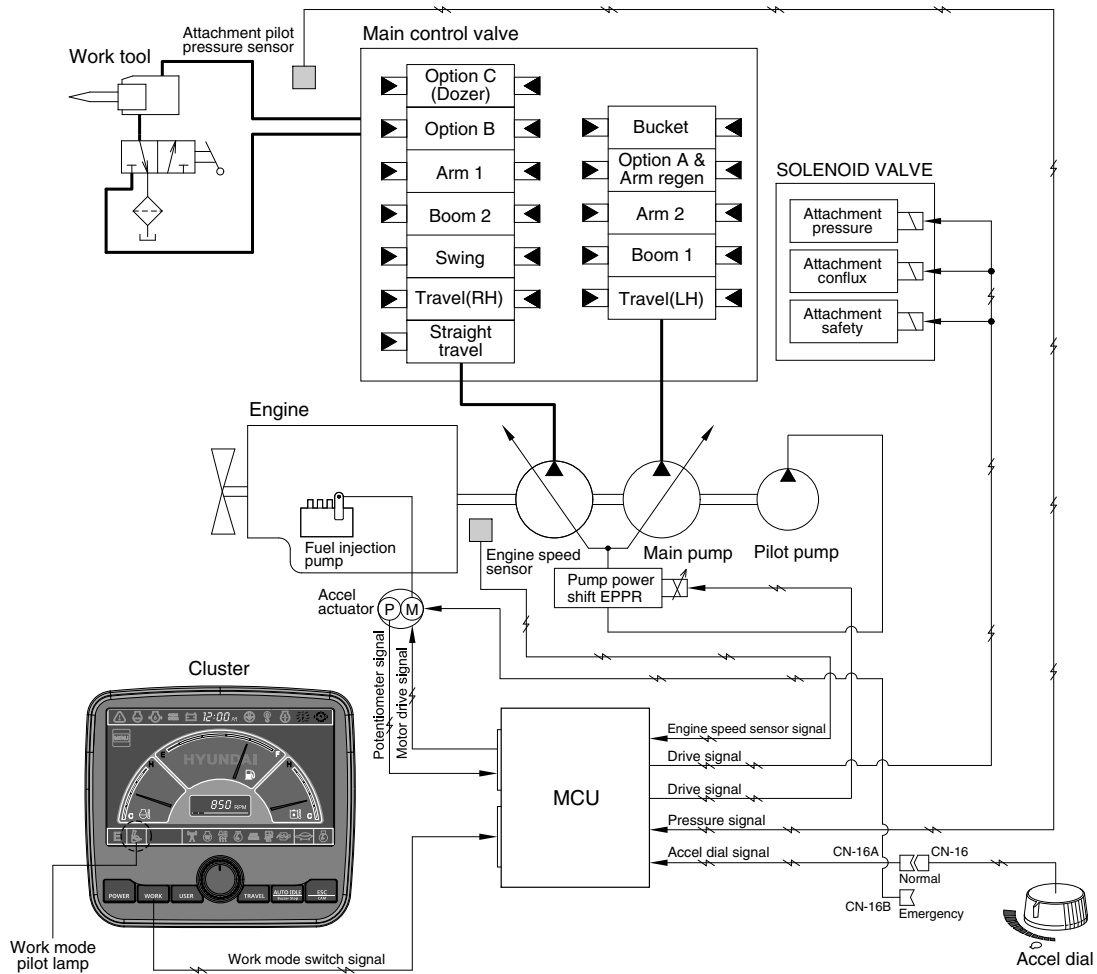 Attachment pilot
pressure sensor
Work tool
Main control valve
Option C
(Dozer)
Option B
Arm 1
Boom 2
Swing
Travel(RH)
Straight
travel
Bucket
Option A &
Arm regen
Arm 2
Boom 1
Travel(LH)
SOLENOID VALVE
Attachment
pressure
Attachment
conflux
Attachment
safety
Engine
Fuel injection
pump
Engine speed
sensor
Main pump
Pilot pump
Pump power
shift EPPR
Accel
actuator
P
M
Potentiometer signal
Motor drive signal
Cluster
12:00
HYUNDAI
E
F
H
H
C
C
850 RPM
E
POWER
WORK
USER
TRAVEL
AUTO IDLE
Buzzer Stop
ESC
CAM
Work mode
pilot lamp
Work mode switch signal
MCU
Engine speed sensor signal
Drive signal
Drive signal
Pressure signal
Accel dial signal
CN-16A
CN-16
Normal
CN-16B
Emergency
Accel dial